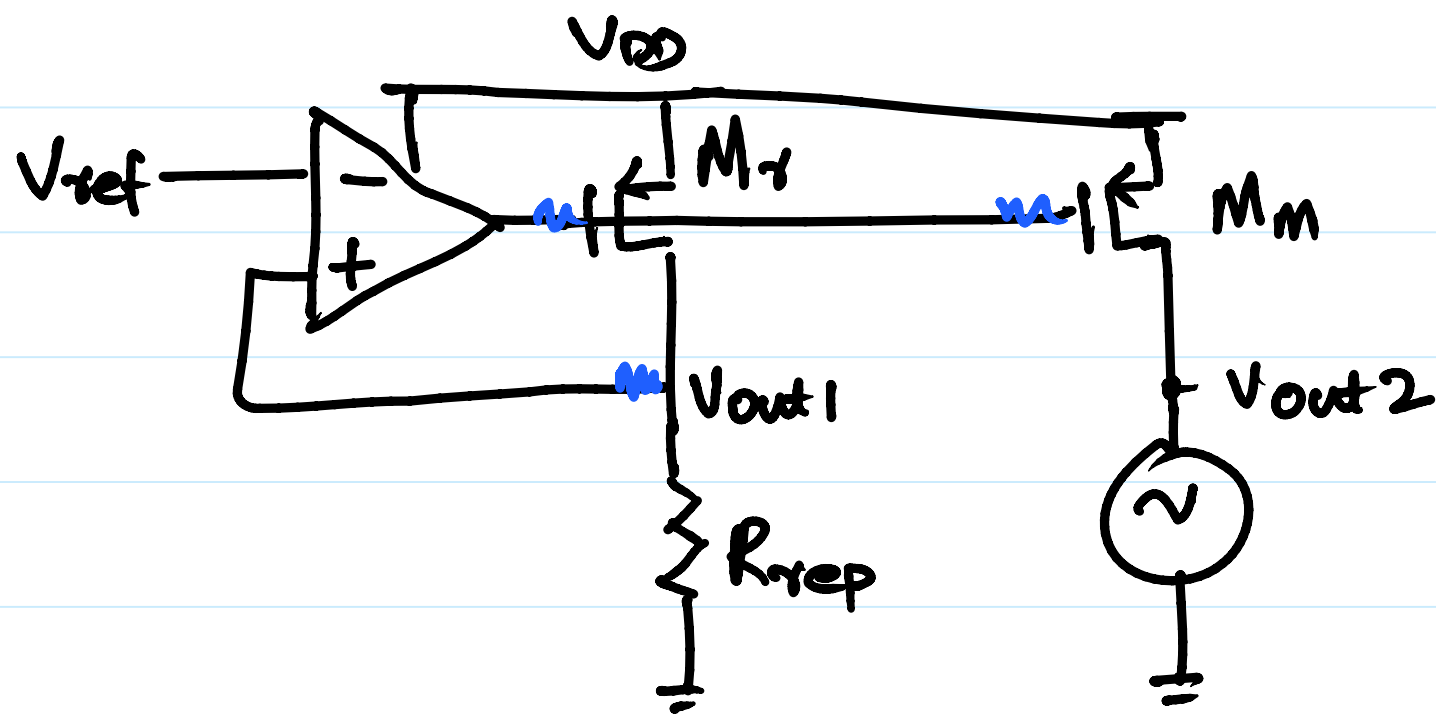 VDD
Vref
−
+
Mr
Mm
Vout1
Vout2
Rrep